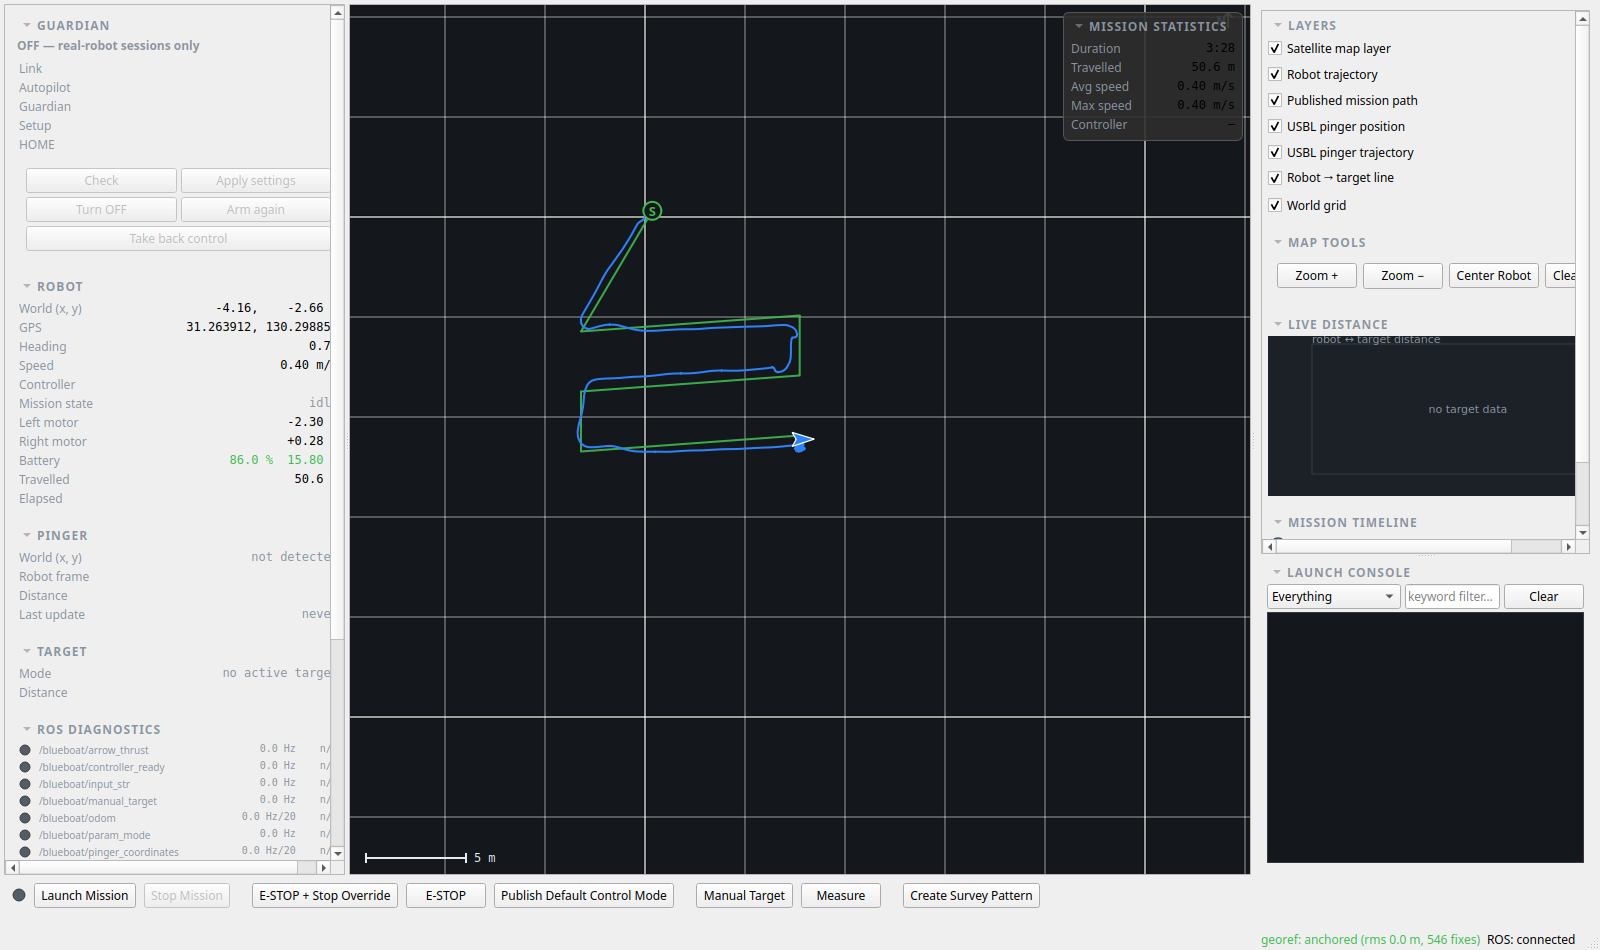 GUARDIAN
OFF — real-robot sessions only
Link
Autopilot
Guardian
Setup
HOME
Check
Apply settings
Turn OFF
Arm again
Take back control
ROBOT
World (x, y) -4.16, -2.66
GPS 31.263912, 130.29885
Heading 0.7
Speed 0.40 m/
Controller
Mission state idl
Left motor -2.30
Right motor +0.28
Battery 86.0 % 15.80
Travelled 50.6
Elapsed
PINGER
World (x, y) not detecte
Robot frame
Distance
Last update neve
TARGET
Mode no active targe
Distance
ROS DIAGNOSTICS
/blueboat/arrow_thrust 0.0 Hz n/
/blueboat/controller_ready 0.0 Hz n/
/blueboat/input_str 0.0 Hz n/
/blueboat/manual_target 0.0 Hz n/
/blueboat/odom 0.0 Hz/20 n/
/blueboat/param_mode 0.0 Hz n/
/blueboat/pinger_coordinates 0.0 Hz/20 n/
S
MISSION STATISTICS
Duration 3:28
Travelled 50.6 m
Avg speed 0.40 m/s
Max speed 0.40 m/s
Controller —
5 m
LAYERS
Satellite map layer
Robot trajectory
Published mission path
USBL pinger position
USBL pinger trajectory
Robot → target line
World grid
MAP TOOLS
Zoom +
Zoom −
Center Robot
Clea
LIVE DISTANCE
robot ↔ target distance
no target data
MISSION TIMELINE
LAUNCH CONSOLE
Everything
keyword filter...
Clear
Launch Mission
Stop Mission
E-STOP + Stop Override
E-STOP
Publish Default Control Mode
Manual Target
Measure
Create Survey Pattern
georef: anchored (rms 0.0 m, 546 fixes) ROS: connected